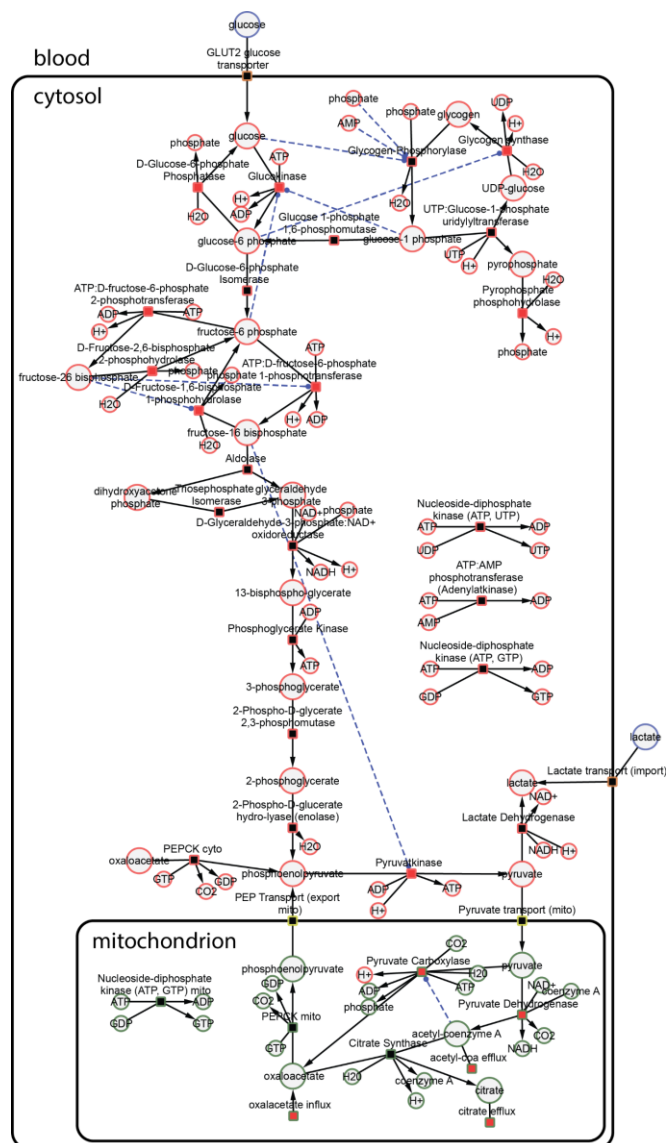 glucose
blood
GLUT2 glucose
transporter
cytosol
phosphate
phosphate
UDP
glycogen
H+
AMP
Glycogen synthase
phosphate
glucose
D-Glucose-6-phosphate
Phosphatase
ATP
Glycogen-Phosphorylase
Glucokinase
H2O
H+
ADP
H2O
UDP-glucose
H2O
Glucose 1-phosphate
1,6-phosphomutase
UTP:Glucose-1-phosphate
uridylyltransferase
glucose-6 phosphate
glucose-1 phosphate
UTP
H+
pyrophosphate
H2O
D-Glucose-6-phosphate
Isomerase
Pyrophosphate
phosphohydrolase
ATP:D-fructose-6-phosphate
2-phosphotransferase
ADP
ATP
H+
fructose-6 phosphate
H+
phosphate
ATP
D-Fructose-2,6-bisphosphate
2-phosphohydrolase
phosphate
ATP:D-fructose-6-phosphate
1-phosphotransferase
fructose-26 bisphosphate
phosphate
D-Fructose-1,6-bisphosphate
1-phosphohydrolase
H2O
H+
ADP
fructose-16 bisphosphate
H2O
Aldolase
dihydroxyacetone
phosphate
Triosephosphate
Isomerase
glyceraldehyde
3-phosphate
NAD+
phosphate
D-Glyceraldehyde-3-phosphate:NAD+
oxidoreductase
NADH
H+
Nucleoside-diphosphate
kinase (ATP, UTP)
ATP
ADP
UDP
UTP
13-bisphospho-glycerate
ADP
ATP:AMP
phosphotransferase
(Adenylatkinase)
ATP
ADP
AMP
Phosphoglycerate Kinase
ATP
Nucleoside-diphosphate
kinase (ATP, GTP)
ATP
ADP
GDP
GTP
3-phosphoglycerate
2-Phospho-D-glycerate
2,3-phosphomutase
lactate
2-phosphoglycerate
lactate
Lactate transport (import)
NAD+
2-Phospho-D-glucerate
hydro-lyase (enolase)
Lactate Dehydrogenase
H2O
NADH
H+
oxaloacetate
PEPCK cyto
GTP
CO2
GDP
phosphoenolpyruvate
Pyruvatkinase
ADP
ATP
H+
pyruvate
PEP Transport (export
mito)
Pyruvate transport (mito)
mitochondrion
CO2
Nucleoside-diphosphate
kinase (ATP, GTP) mito
ATP
ADP
GDP
GTP
phosphoenolpyruvate
GDP
CO2
Pyruvate Carboxylase
H+
H20
ADP
ATP
phosphate
pyruvate
NAD+
coenzyme A
Pyruvate Dehydrogenase
PEPCK mito
GTP
acetyl-coenzyme A
CO2
NADH
Citrate Synthase
acetyl-coa efflux
oxaloacetate
H20
coenzyme A
H+
citrate
oxalacetate influx
citrate efflux